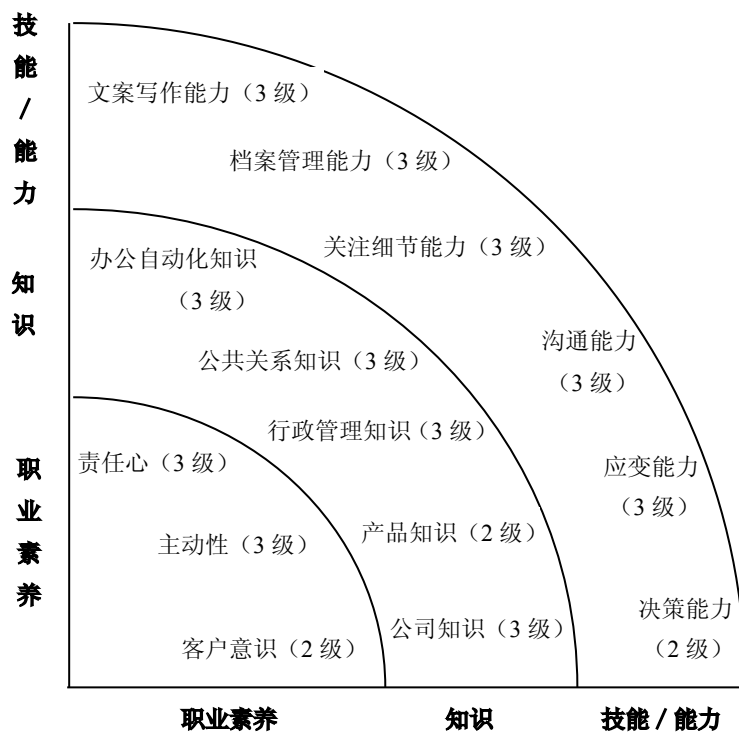 技能/能力
文案写作能力（3 级）
档案管理能力（3 级）
关注细节能力（3 级）
沟通能力
（3 级）
应变能力
（3 级）
决策能力
（2 级）
知识
办公自动化知识
（3 级）
公共关系知识（3 级）
行政管理知识（3 级）
产品知识（2 级）
公司知识（3 级）
职业素养
责任心（3 级）
主动性（3 级）
客户意识（2 级）
职业素养
知识
技能 / 能力